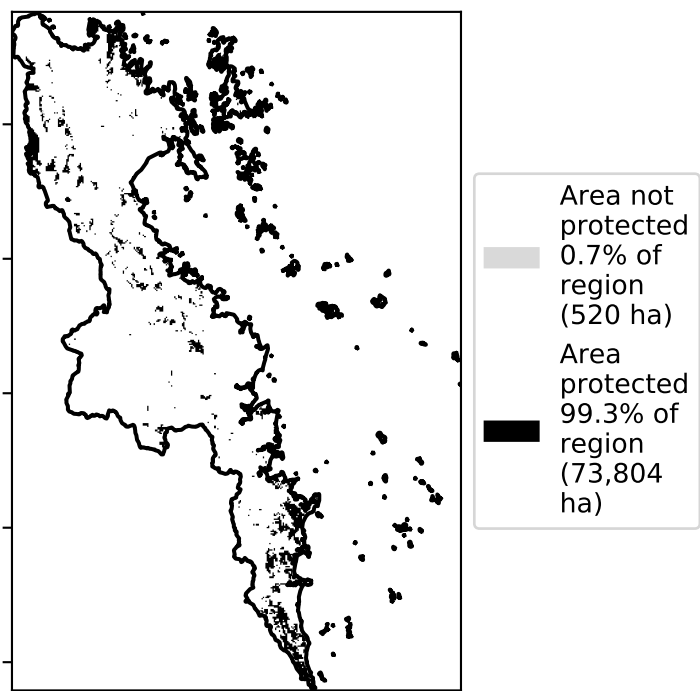 Area not
protected
0.7% of
region
(520 ha)
Area
protected
99.3% of
region
(73,804
ha)